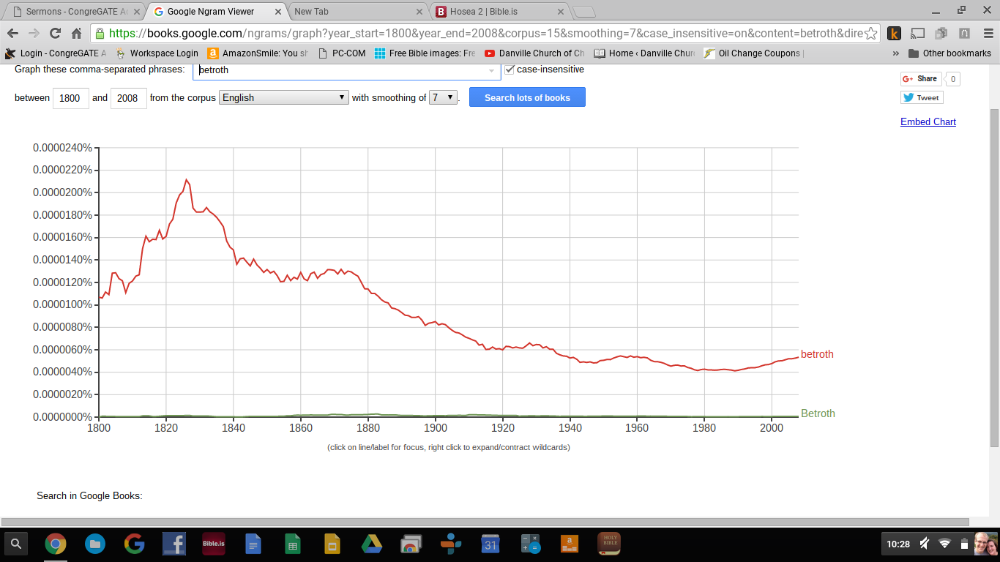 Sermons - CongreGATE Ac
Google Ngram Viewer
New Tab
Hosea 2 | Bible.is
https://books.google.com/ngrams/graph?year_start=1800&year_end=2008&corpus=15&smoothing=7&case_insensitive=on&content=betroth&dire
Login - CongreGATE A
Workspace Login
AmazonSmile: You sh
PC-COM
Free Bible images: Fre
Danville Church of Ch
Home ‹ Danville Chur
Oil Change Coupons |
»
Other bookmarks
Graph these comma-separated phrases: betroth case-insensitive
between 1800 and 2008 from the corpus English with smoothing of 7 .
Search lots of books
Share 0
Tweet
Embed Chart
0.0000240%
0.0000220%
0.0000200%
0.0000180%
0.0000160%
0.0000140%
0.0000120%
0.0000100%
0.0000080%
0.0000060%
0.0000040%
0.0000020%
0.0000000%
betroth
Betroth
1800 1820 1840 1860 1880 1900 1920 1940 1960 1980 2000
(click on line/label for focus, right click to expand/contract wildcards)
Search in Google Books:
Bible.is
31
HOLY BIBLE
10:28